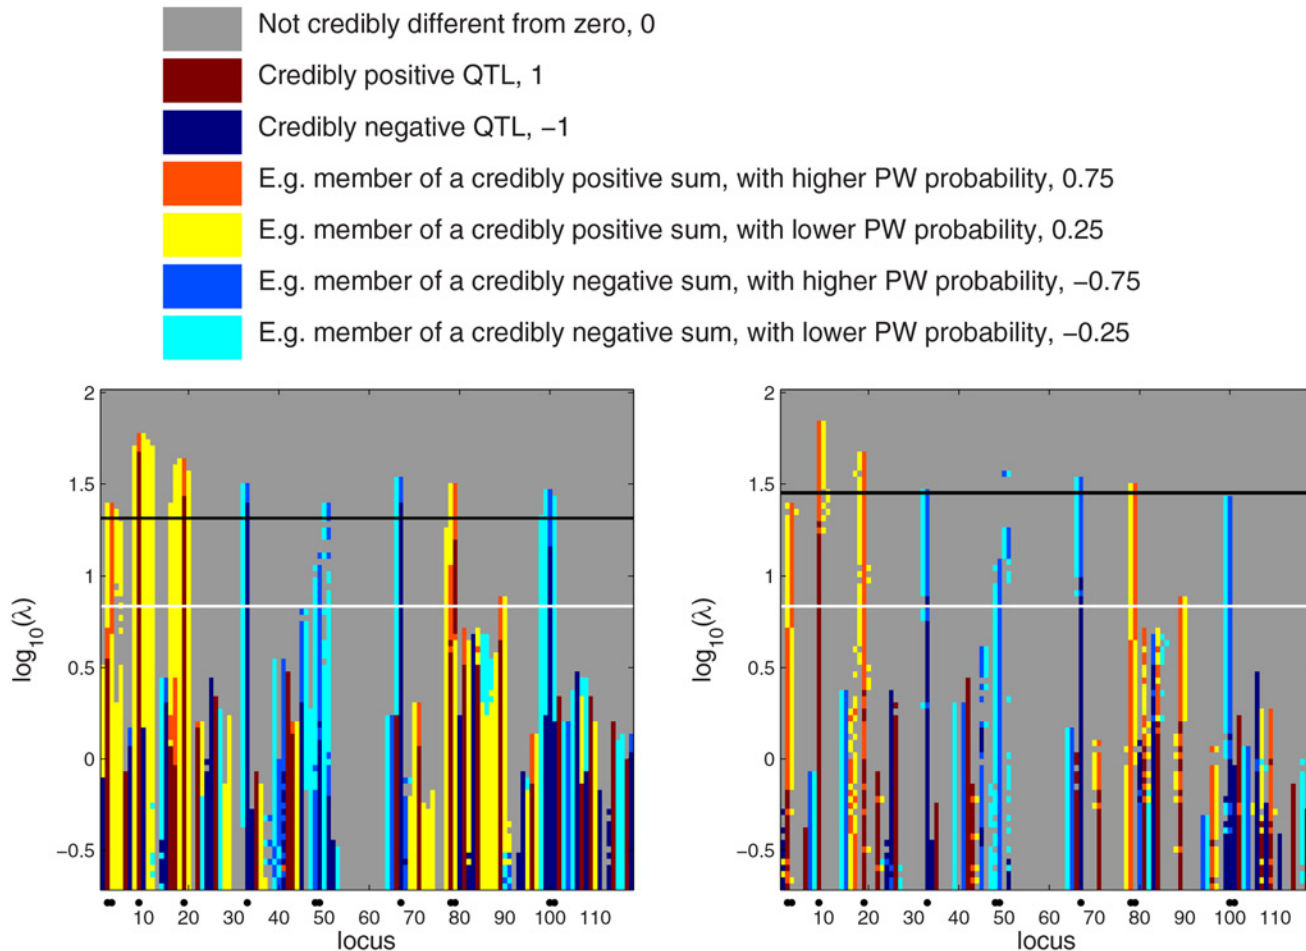 Not credibly different from zero, 0
Credibly positive QTL, 1
Credibly negative QTL, −1
E.g. member of a credibly positive sum, with higher PW probability, 0.75
E.g. member of a credibly positive sum, with lower PW probability, 0.25
E.g. member of a credibly negative sum, with higher PW probability, −0.75
E.g. member of a credibly negative sum, with lower PW probability, −0.25
2
1.5
1
0.5
0
−0.5
log10(λ)
10 20 30 40 50 60 70 80 90 100 110
locus
2
1.5
1
0.5
0
−0.5
log10(λ)
10 20 30 40 50 60 70 80 90 100 110
locus